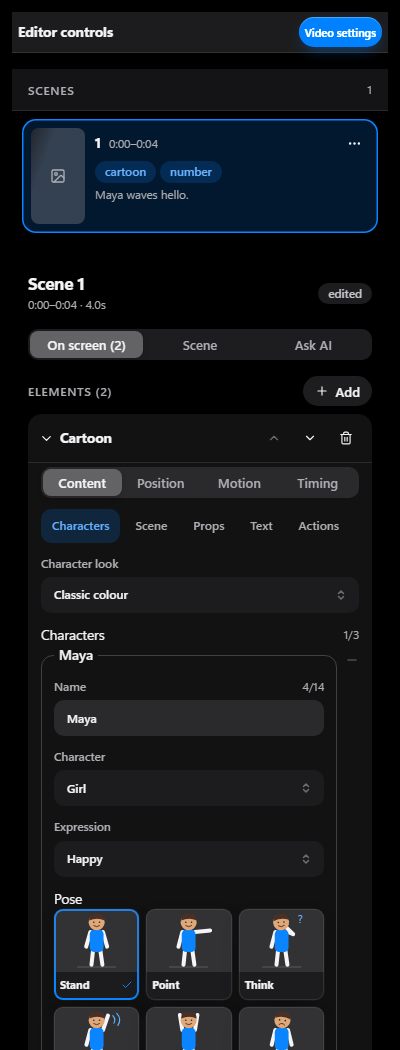 Editor controls
Video settings
SCENES 1
1 0:00–0:04
cartoon number
Maya waves hello.
Scene 1
0:00–0:04 · 4.0s
edited
On screen (2) Scene Ask AI
ELEMENTS (2)
Add
Cartoon
Content Position Motion Timing
Characters Scene Props Text Actions
Character look
Classic colour
Characters 1/3
Maya
Name 4/14
Maya
Character
Girl
Expression
Happy
Pose
?
Stand Point Think